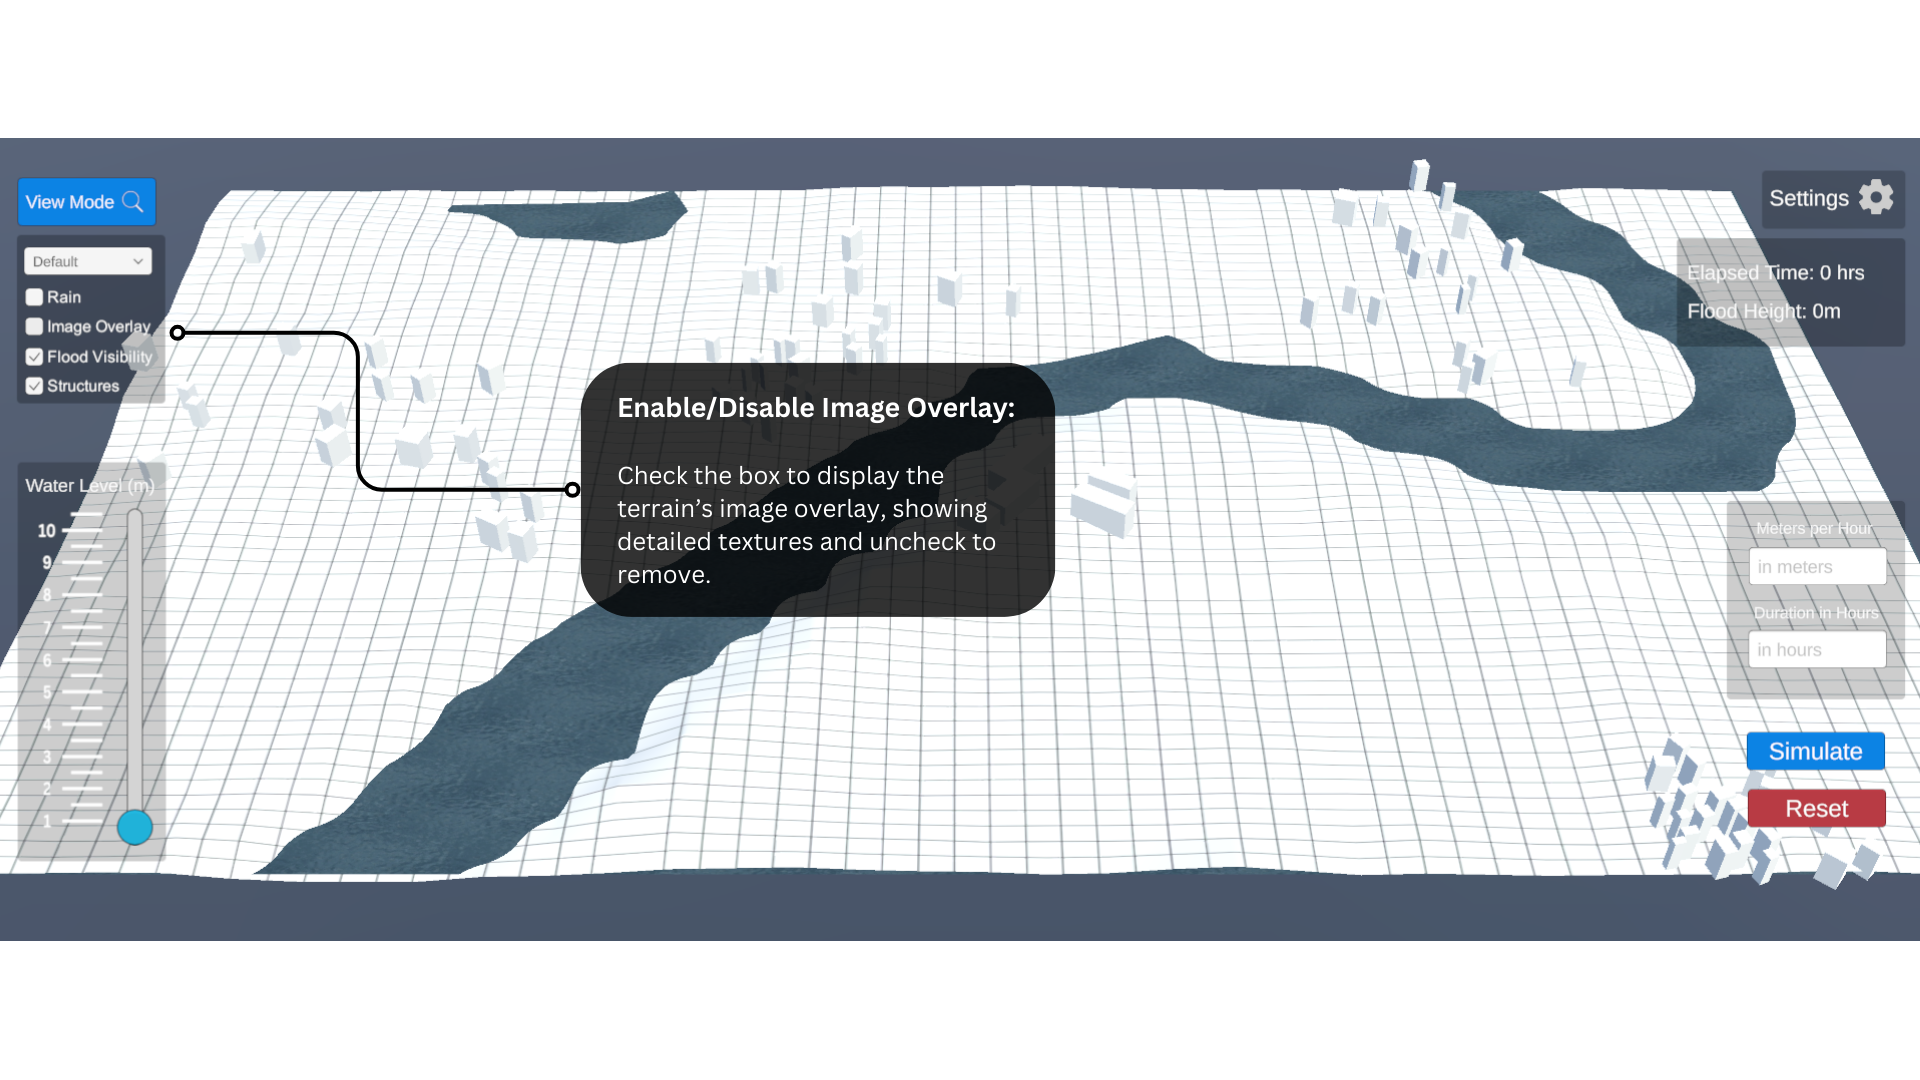 View Mode
Default
Rain
Image Overlay
Flood Visibility
Structures
Water Level (m)
10
9
8
7
6
5
4
3
2
1
Enable/Disable Image Overlay:
Check the box to display the
terrain’s image overlay, showing
detailed textures and uncheck to
remove.
Settings
Elapsed Time: 0 hrs
Flood Height: 0m
Meters per Hour
in meters
Duration in Hours
in hours
Simulate
Reset